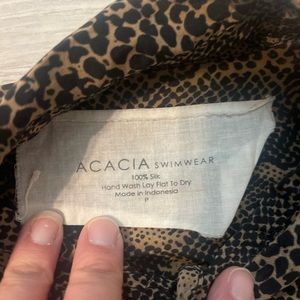 ACACIA SWIMWEAR
100% Silk
Hand Wash Lay Flat To Dry
Made in Indonesia
P